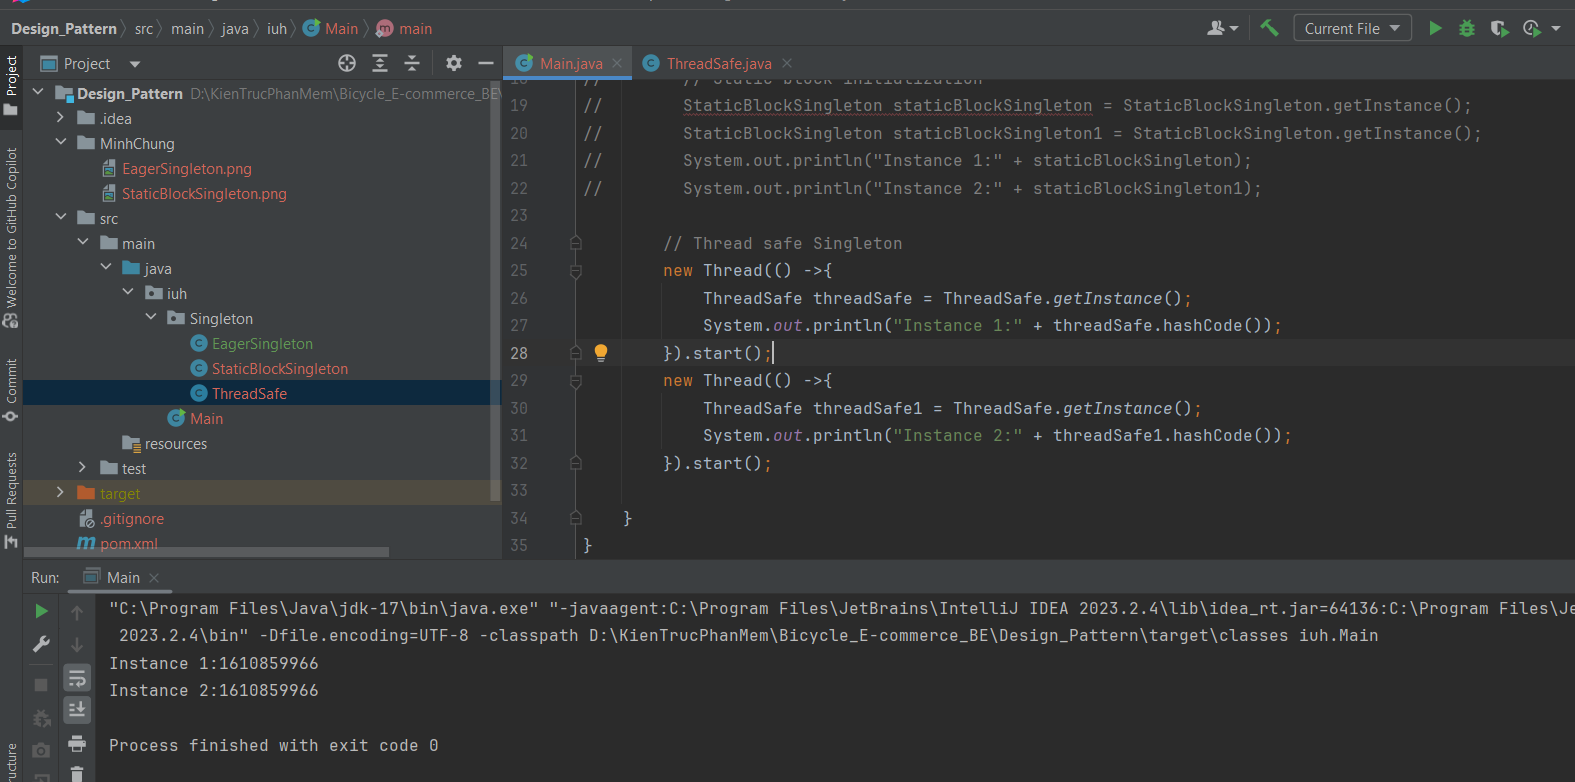 Design_Pattern src main java iuh Main main
Current File
Project
Main.java ThreadSafe.java
Project
Welcome to GitHub Copilot
Commit
Pull Requests
Design_Pattern D:\KienTrucPhanMem\Bicycle_E-commerce_BE\
.idea
MinhChung
EagerSingleton.png
StaticBlockSingleton.png
src
main
java
iuh
Singleton
EagerSingleton
StaticBlockSingleton
ThreadSafe
Main
resources
test
target
.gitignore
pom.xml
18 // // Static block initialization
19 // StaticBlockSingleton staticBlockSingleton = StaticBlockSingleton.getInstance();
20 // StaticBlockSingleton staticBlockSingleton1 = StaticBlockSingleton.getInstance();
21 // System.out.println("Instance 1:" + staticBlockSingleton);
22 // System.out.println("Instance 2:" + staticBlockSingleton1);
23
24 // Thread safe Singleton
25 new Thread(() ->{
26 ThreadSafe threadSafe = ThreadSafe.getInstance();
27 System.out.println("Instance 1:" + threadSafe.hashCode());
28 }).start();
29 new Thread(() ->{
30 ThreadSafe threadSafe1 = ThreadSafe.getInstance();
31 System.out.println("Instance 2:" + threadSafe1.hashCode());
32 }).start();
33
34 }
35 }
Run: Main
"C:\Program Files\Java\jdk-17\bin\java.exe" "-javaagent:C:\Program Files\JetBrains\IntelliJ IDEA 2023.2.4\lib\idea_rt.jar=64136:C:\Program Files\Je
2023.2.4\bin" -Dfile.encoding=UTF-8 -classpath D:\KienTrucPhanMem\Bicycle_E-commerce_BE\Design_Pattern\target\classes iuh.Main
Instance 1:1610859966
Instance 2:1610859966
Process finished with exit code 0
ructure